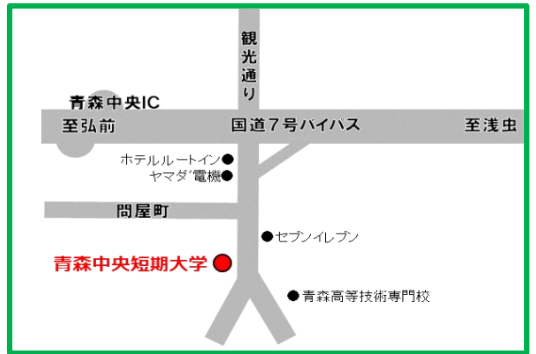 観光通り
青森中央IC
至弘前
国道7号バイパス
至浅虫
ホテルルートイン
ヤマダ電機
問屋町
セブンイレブン
青森中央短期大学
青森高等技術専門校